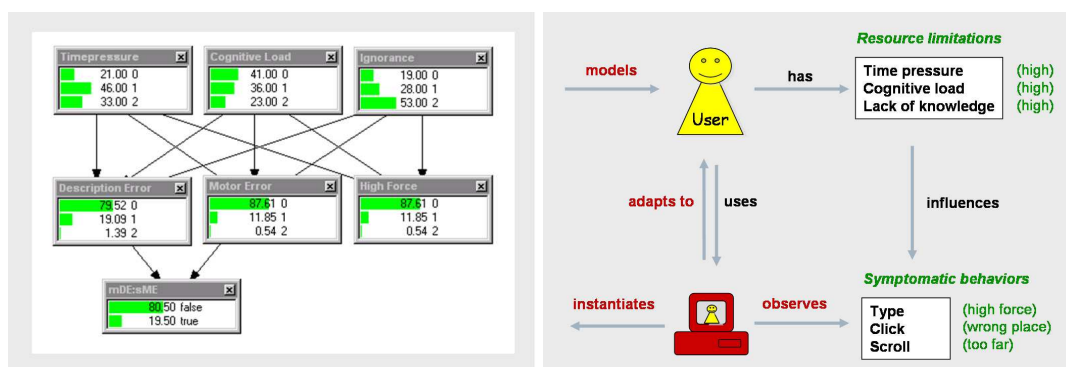 Timepressure
21.00 0
46.00 1
33.00 2
Cognitive Load
41.00 0
36.00 1
23.00 2
Ignorance
19.00 0
28.00 1
53.00 2
Description Error
79.52 0
19.09 1
1.39 2
Motor Error
87.61 0
11.85 1
0.54 2
High Force
87.61 0
11.85 1
0.54 2
mDE:sME
80.50 false
19.50 true
models
User
has
Resource limitations
Time pressure (high)
Cognitive load (high)
Lack of knowledge (high)
adapts to
uses
influences
instantiates
observes
Symptomatic behaviors
Type (high force)
Click (wrong place)
Scroll (too far)